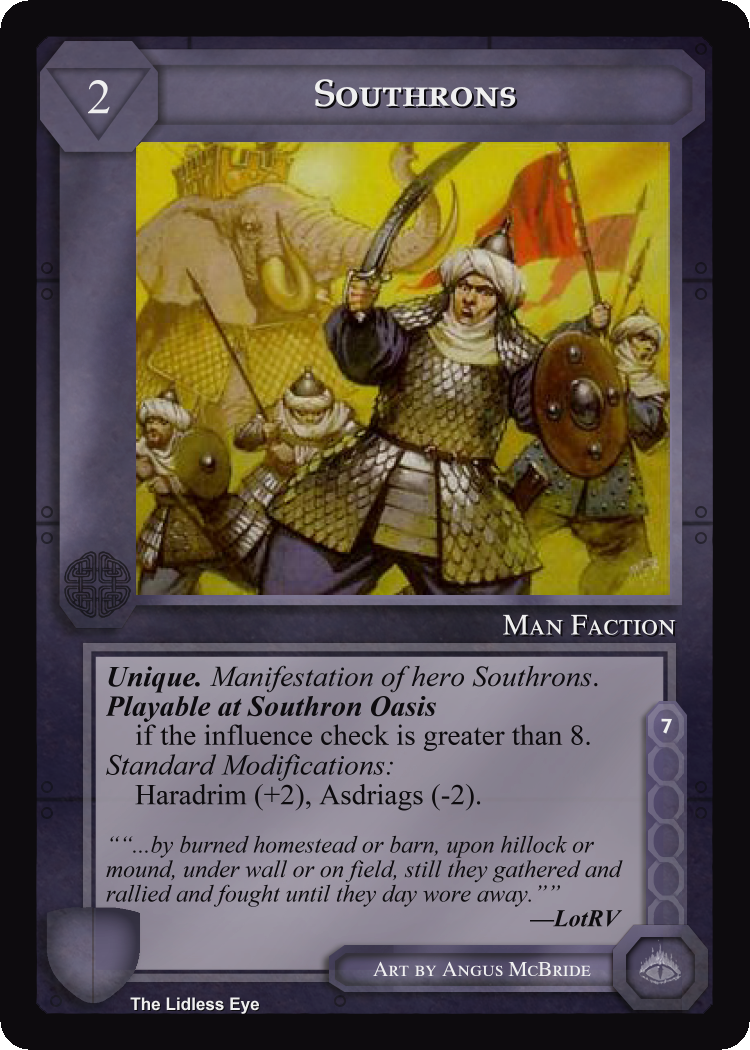 2
SOUTHRONS
MAN FACTION
Unique. Manifestation of hero Southrons.
Playable at Southron Oasis
if the influence check is greater than 8.
Standard Modifications:
Haradrim (+2), Asdriags (-2).
7
““...by burned homestead or barn, upon hillock or
mound, under wall or on field, still they gathered and
rallied and fought until they day wore away.””
—LotRV
ART BY ANGUS MCBRIDE
The Lidless Eye